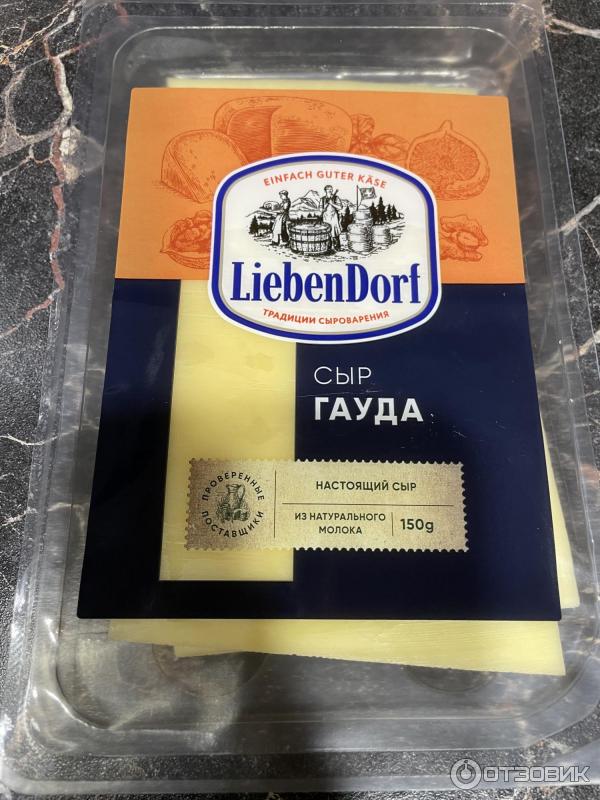 EINFACH GUTER KÄSE
LiebenDorf
ТРАДИЦИИ СЫРОВАРЕНИЯ
СЫР
ГАУДА
ПРОВЕРЕННЫЕ
ПОСТАВЩИКИ
НАСТОЯЩИЙ СЫР
ИЗ НАТУРАЛЬНОГО
МОЛОКА
150g
ОТЗОВИК